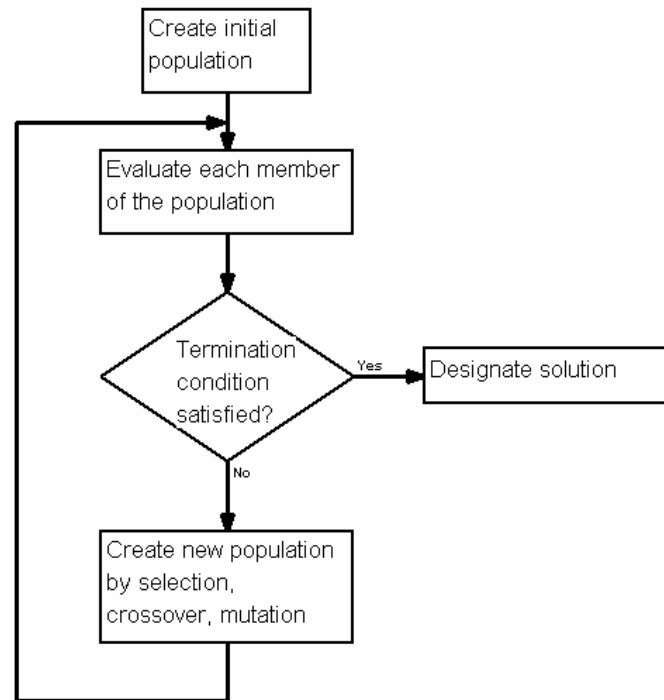 Create initial
population
Evaluate each member
of the population
Termination
condition
satisfied?
Yes
Designate solution
No
Create new population
by selection,
crossover, mutation